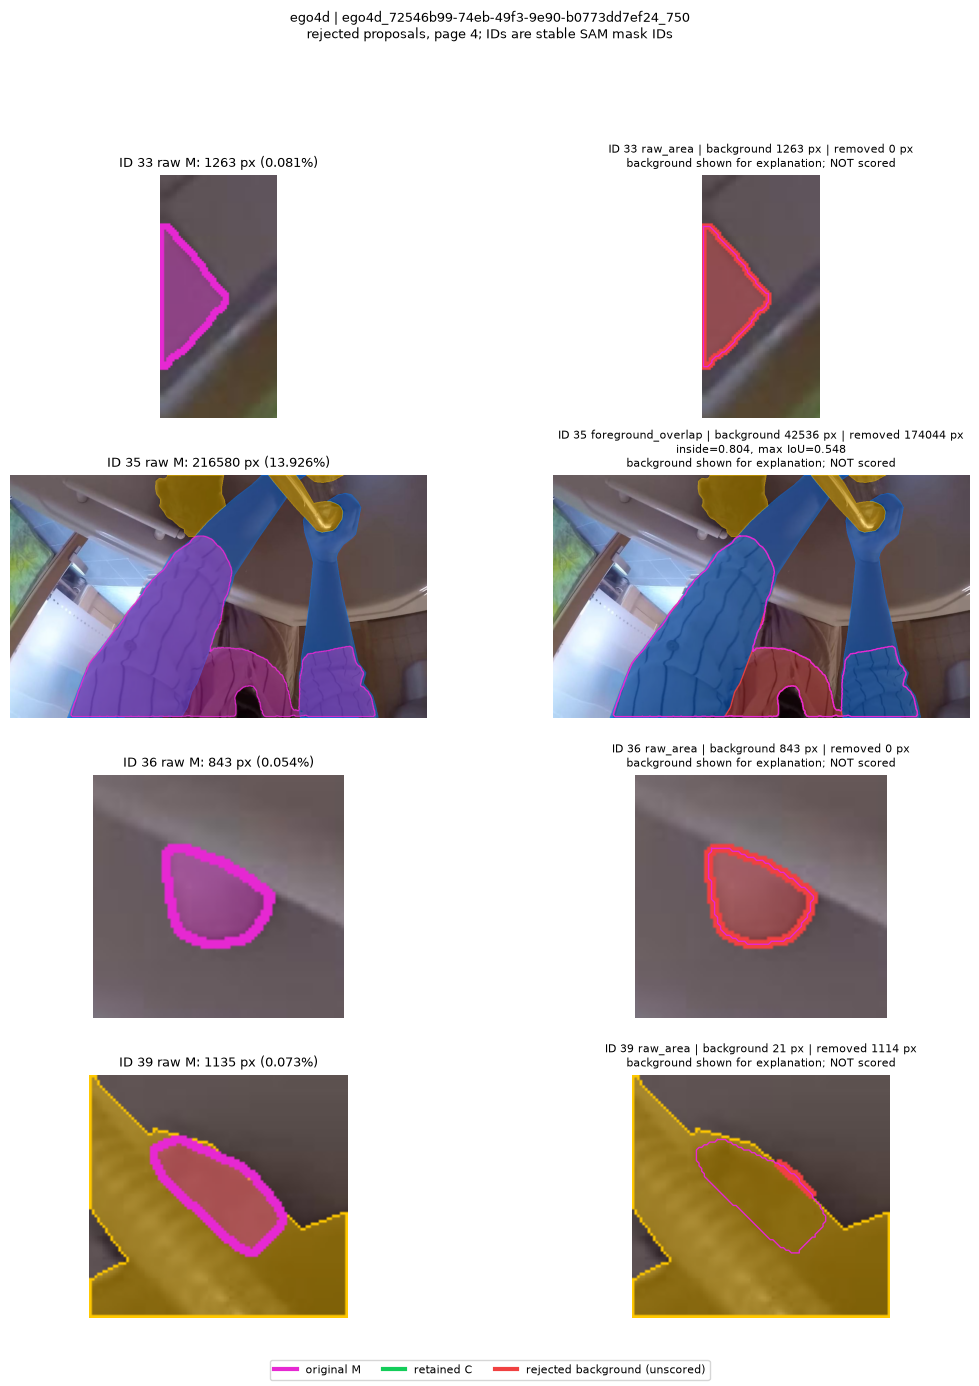 ego4d | ego4d_72546b99-74eb-49f3-9e90-b0773dd7ef24_750
rejected proposals, page 4; IDs are stable SAM mask IDs
ID 33 raw M: 1263 px (0.081%)
ID 33 raw_area | background 1263 px | removed 0 px
background shown for explanation; NOT scored
ID 35 raw M: 216580 px (13.926%)
ID 35 foreground_overlap | background 42536 px | removed 174044 px
inside=0.804, max IoU=0.548
background shown for explanation; NOT scored
ID 36 raw M: 843 px (0.054%)
ID 36 raw_area | background 843 px | removed 0 px
background shown for explanation; NOT scored
ID 39 raw M: 1135 px (0.073%)
ID 39 raw_area | background 21 px | removed 1114 px
background shown for explanation; NOT scored
original M
retained C
rejected background (unscored)